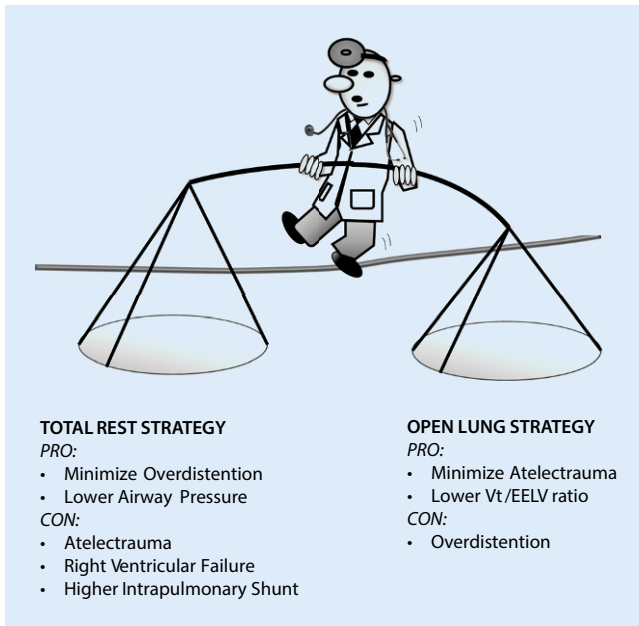 TOTAL REST STRATEGY
PRO:
• Minimize Overdistention
• Lower Airway Pressure
CON:
• Atelectrauma
• Right Ventricular Failure
• Higher Intrapulmonary Shunt
OPEN LUNG STRATEGY
PRO:
• Minimize Atelectrauma
• Lower Vt/EELV ratio
CON:
• Overdistention